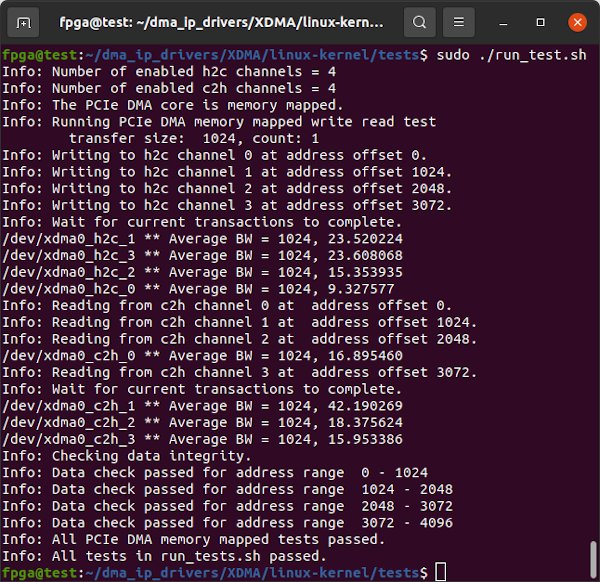 fpga@test: ~/dma_ip_drivers/XDMA/linux-kern...
fpga@test:~/dma_ip_drivers/XDMA/linux-kernel/tests$ sudo ./run_test.sh
Info: Number of enabled h2c channels = 4
Info: Number of enabled c2h channels = 4
Info: The PCIe DMA core is memory mapped.
Info: Running PCIe DMA memory mapped write read test
        transfer size:  1024, count: 1
Info: Writing to h2c channel 0 at address offset 0.
Info: Writing to h2c channel 1 at address offset 1024.
Info: Writing to h2c channel 2 at address offset 2048.
Info: Writing to h2c channel 3 at address offset 3072.
Info: Wait for current transactions to complete.
/dev/xdma0_h2c_1 ** Average BW = 1024, 23.520224
/dev/xdma0_h2c_3 ** Average BW = 1024, 23.608068
/dev/xdma0_h2c_2 ** Average BW = 1024, 15.353935
/dev/xdma0_h2c_0 ** Average BW = 1024, 9.327577
Info: Reading from c2h channel 0 at  address offset 0.
Info: Reading from c2h channel 1 at  address offset 1024.
Info: Reading from c2h channel 2 at  address offset 2048.
/dev/xdma0_c2h_0 ** Average BW = 1024, 16.895460
Info: Reading from c2h channel 3 at  address offset 3072.
Info: Wait for current transactions to complete.
/dev/xdma0_c2h_1 ** Average BW = 1024, 42.190269
/dev/xdma0_c2h_2 ** Average BW = 1024, 18.375624
/dev/xdma0_c2h_3 ** Average BW = 1024, 15.953386
Info: Checking data integrity.
Info: Data check passed for address range  0 - 1024
Info: Data check passed for address range  1024 - 2048
Info: Data check passed for address range  2048 - 3072
Info: Data check passed for address range  3072 - 4096
Info: All PCIe DMA memory mapped tests passed.
Info: All tests in run_tests.sh passed.
fpga@test:~/dma_ip_drivers/XDMA/linux-kernel/tests$